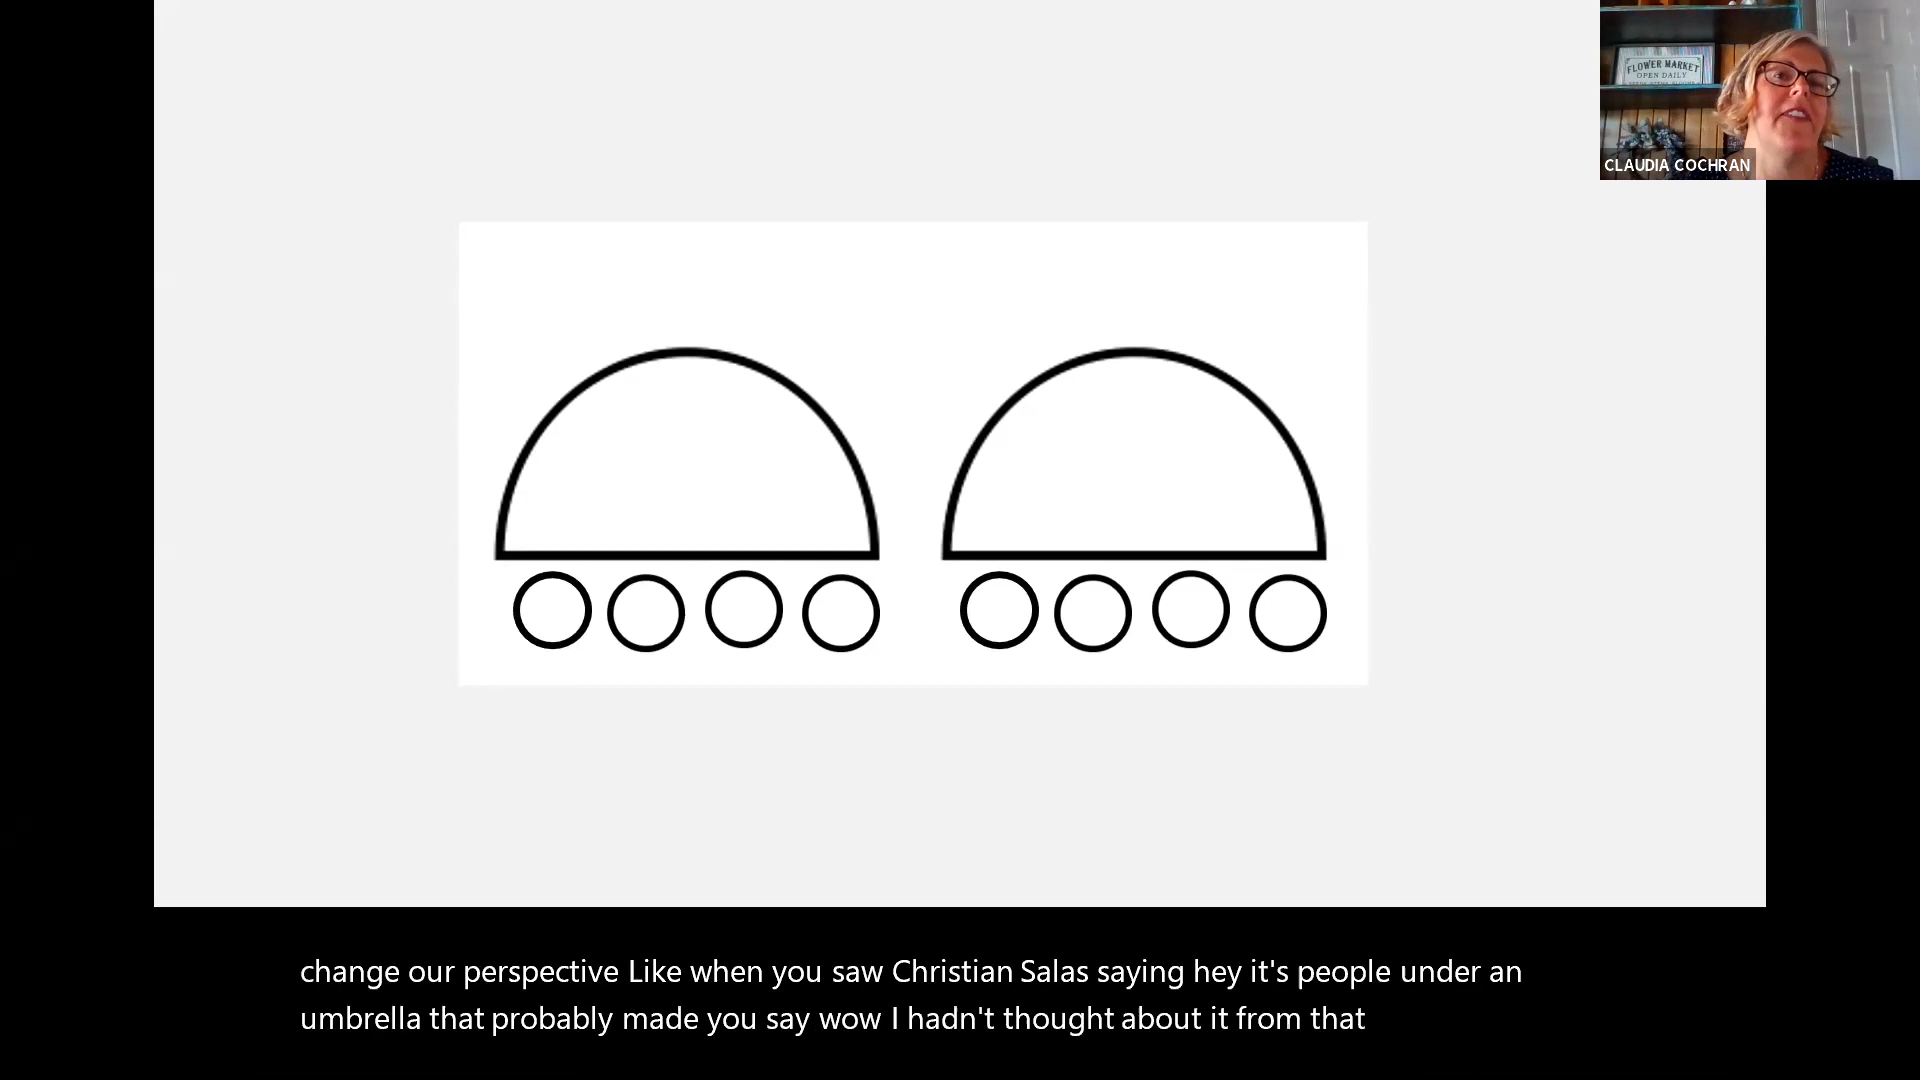 FLOWER MARKET
OPEN DAILY
CLAUDIA COCHRAN
change our perspective Like when you saw Christian Salas saying hey it's people under an
umbrella that probably made you say wow I hadn't thought about it from that